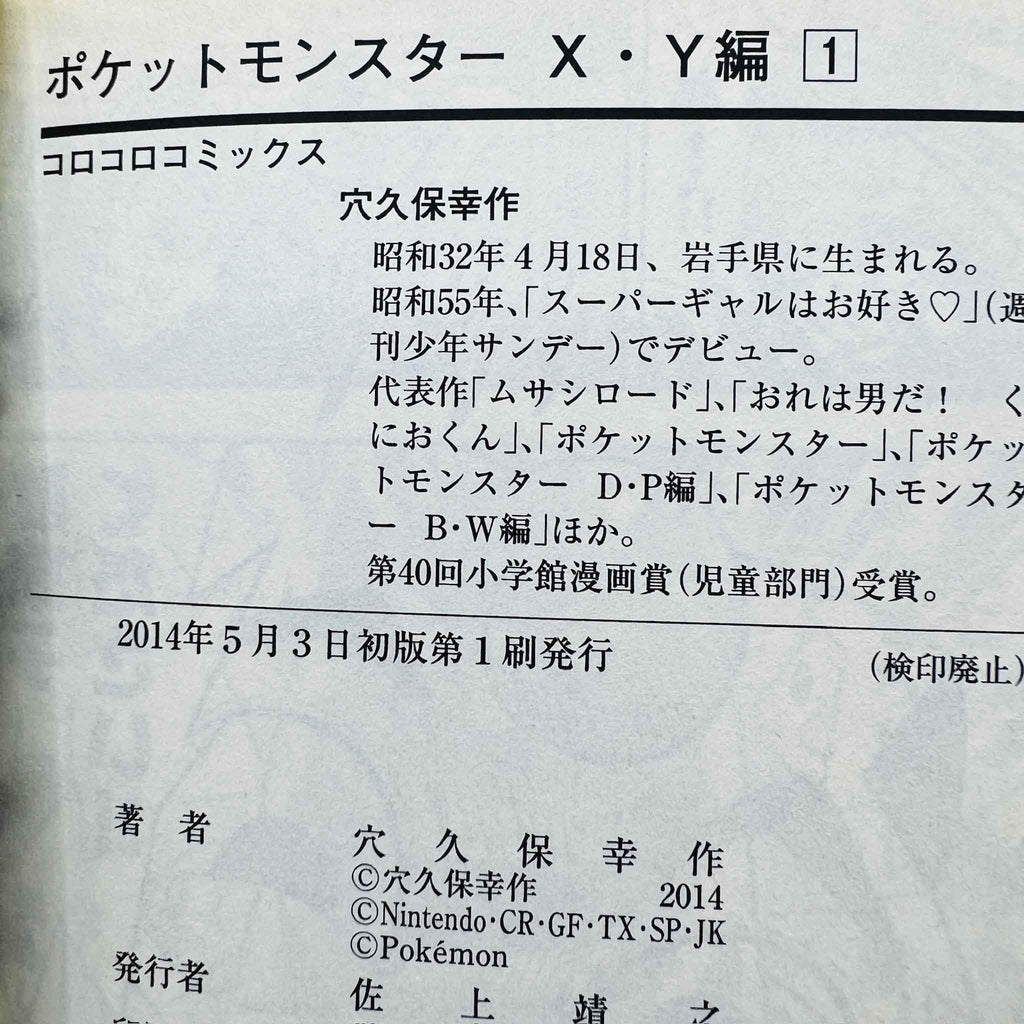 ポケットモンスター X・Y編 1
コロコロコミックス
穴久保幸作
昭和32年4月18日、岩手県に生まれる。
昭和55年、「スーパーギャルはお好き♡」(週
刊少年サンデー)でデビュー。
代表作「ムサシロード」、「おれは男だ! く
におくん」、「ポケットモンスター」、「ポケッ
トモンスター D・P編」、「ポケットモンスタ
ー B・W編」ほか。
第40回小学館漫画賞(児童部門)受賞。
2014年5月3日初版第1刷発行
(検印廃止)
著者 穴久保幸作
©穴久保幸作 2014
©Nintendo・CR・GF・TX・SP・JK
©Pokémon
発行者 佐上靖之